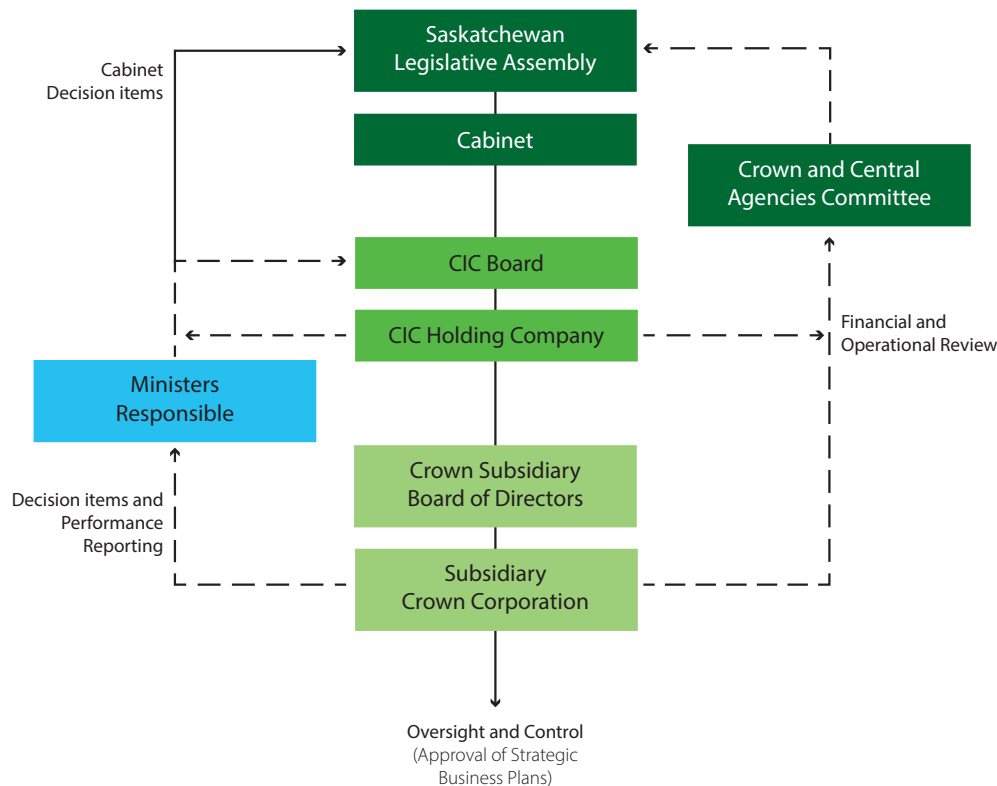 Saskatchewan
Legislative Assembly
Cabinet
Decision items
Cabinet
Crown and Central
Agencies Committee
CIC Board
CIC Holding Company
Financial and
Operational Review
Ministers
Responsible
Crown Subsidiary
Board of Directors
Decision items and
Performance
Reporting
Subsidiary
Crown Corporation
Oversight and Control
(Approval of Strategic
Business Plans)